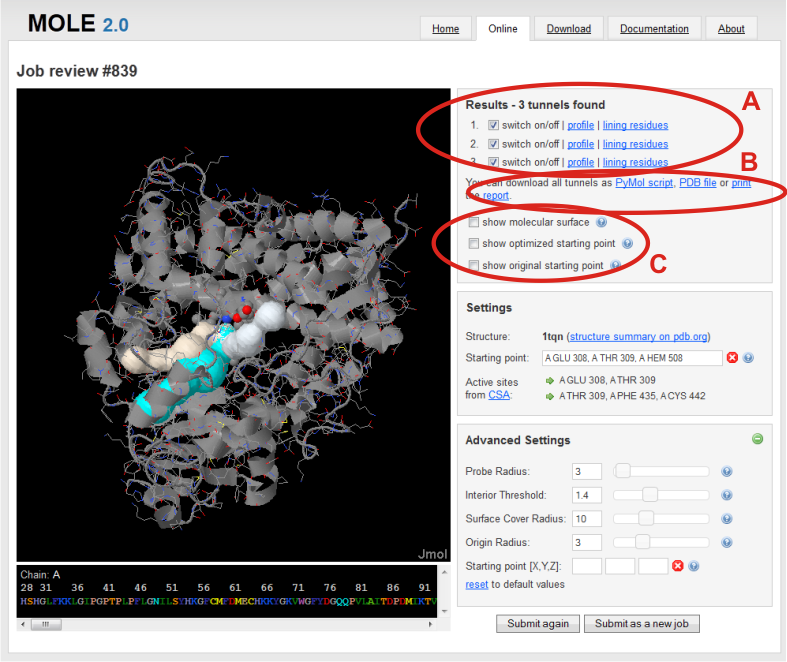 MOLE 2.0
Home Online Download Documentation About
Job review #839
Results - 3 tunnels found
A
1. switch on/off | profile | lining residues
2. switch on/off | profile | lining residues
3. switch on/off | profile | lining residues
B
You can download all tunnels as PyMol script, PDB file or print
the report.
show molecular surface ?
show optimized starting point ?
show original starting point ?
C
Settings
Structure: 1tqn (structure summary on pdb.org)
Starting point: A GLU 308, A THR 309, A HEM 508 ?
Active sites A GLU 308, A THR 309
from CSA: A THR 309, A PHE 435, A CYS 442
Advanced Settings
Probe Radius: 3 ?
Interior Threshold: 1.4 ?
Surface Cover Radius: 10 ?
Origin Radius: 3 ?
Starting point [X,Y,Z]: ?
reset to default values
Submit again Submit as a new job
Jmol
Chain: A
28 31 36 41 46 51 56 61 66 71 76 81 86 91
HSHGLFKKLGIPGPTPLPFLGNILSYHKGFCMFDMECHKKYGKVWGFYDGQQPVLAITDPDMIKTV